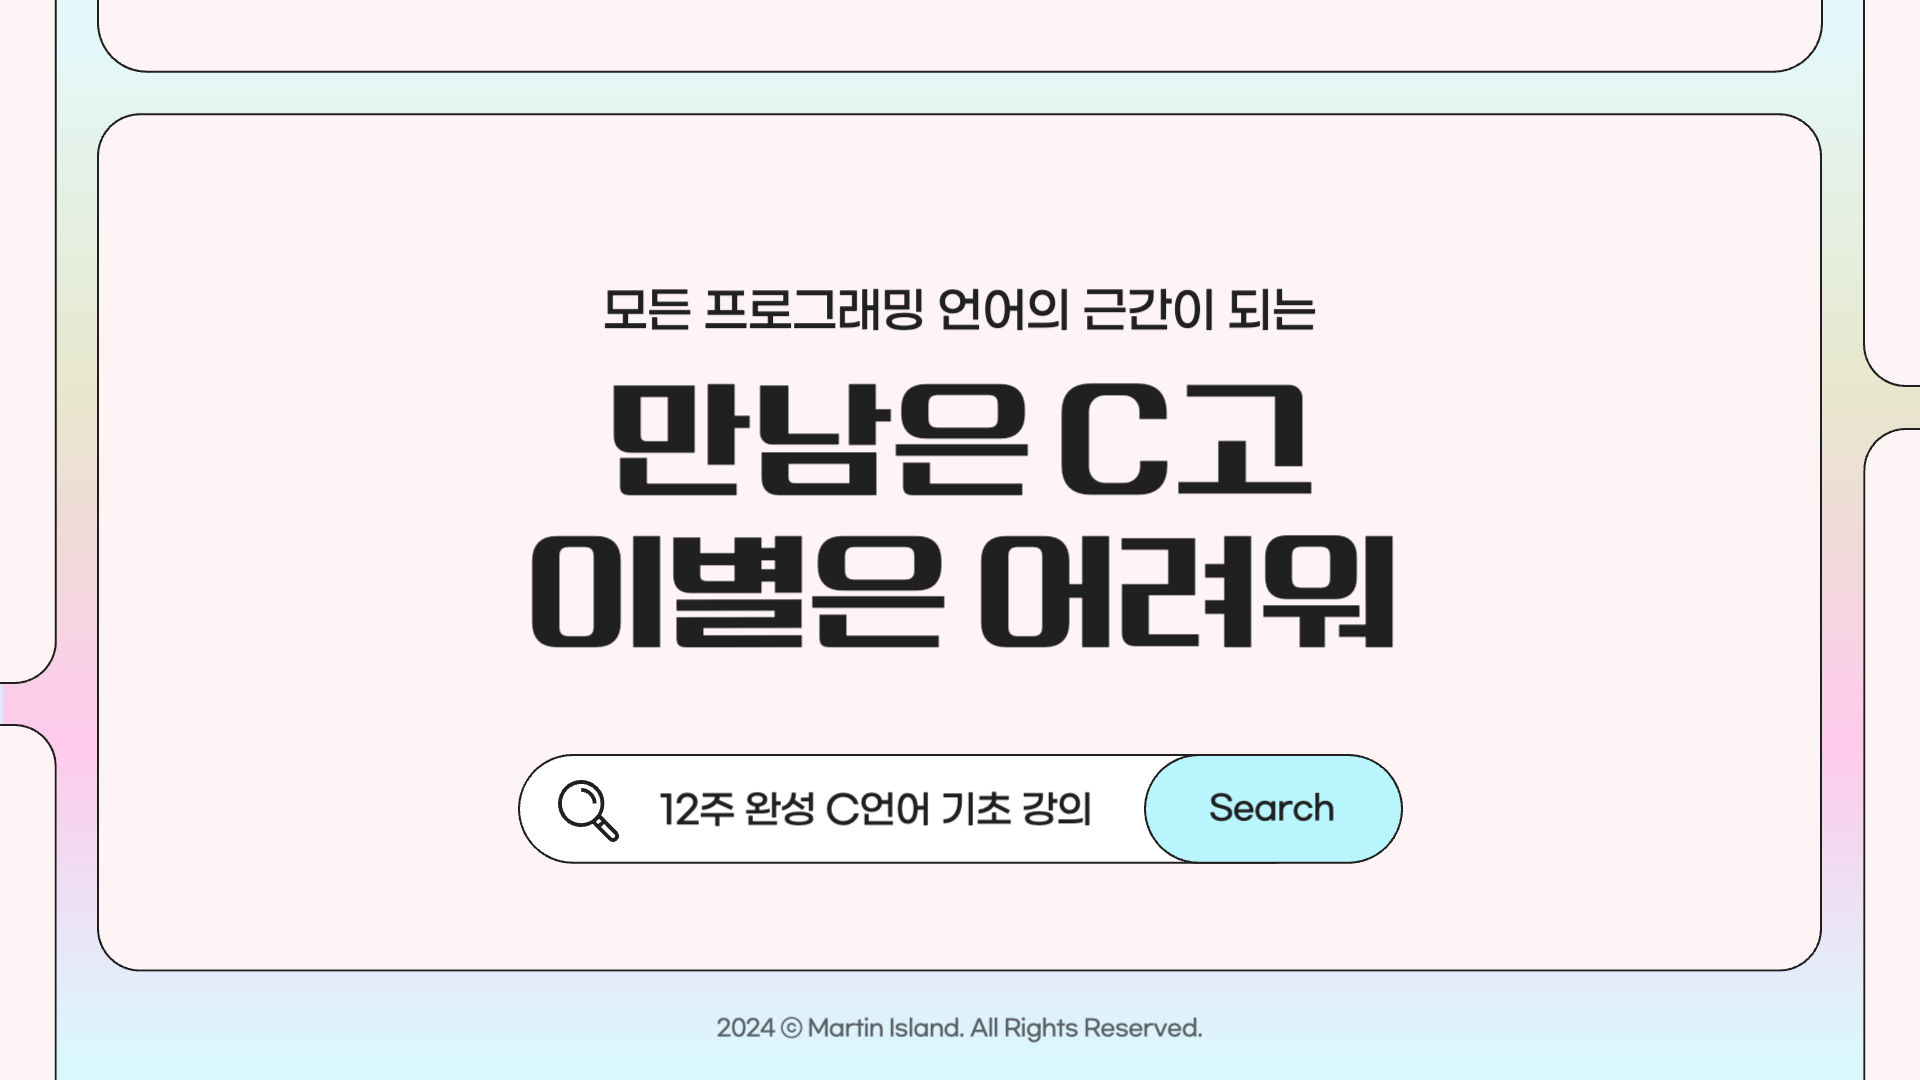 모든 프로그래밍 언어의 근간이 되는
만남은 C고
이별은 어려워
12주 완성 C언어 기초 강의
Search
2024 ⓒ Martin Island. All Rights Reserved.